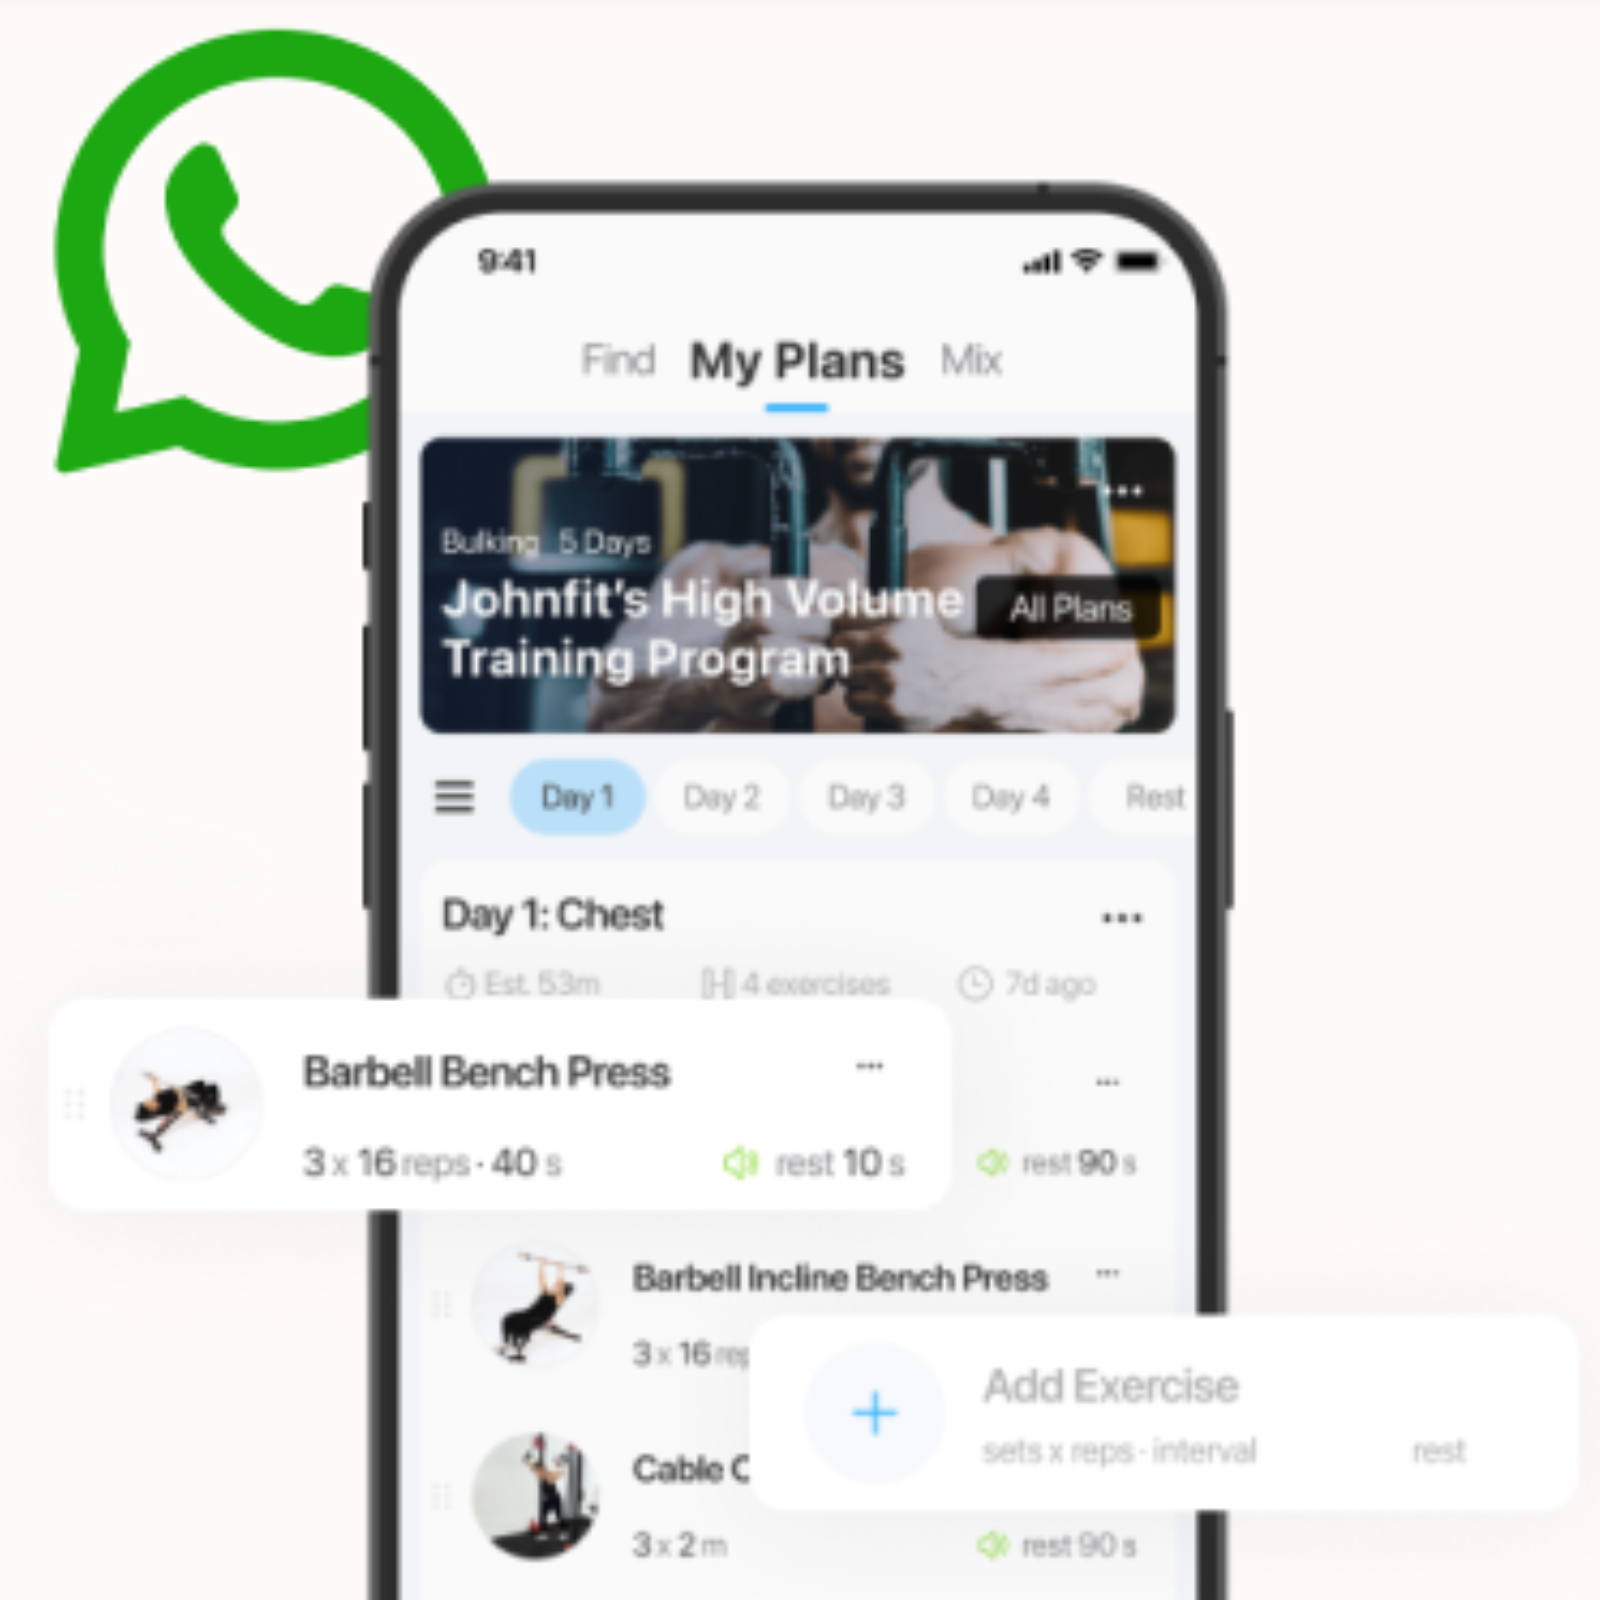 9:41
Find My Plans Mix
Bulking 5 Days
Johnfit's High Volume
Training Program
All Plans
Day 1 Day 2 Day 3 Day 4 Rest
Day 1: Chest
Est. 53m 4 exercises 7d ago
Barbell Bench Press
3 x 16 reps · 40 s rest 10 s
rest 90 s
Barbell Incline Bench Press
3 x 16 rep
Add Exercise
sets x reps · interval rest
Cable C
3 x 2 m rest 90 s